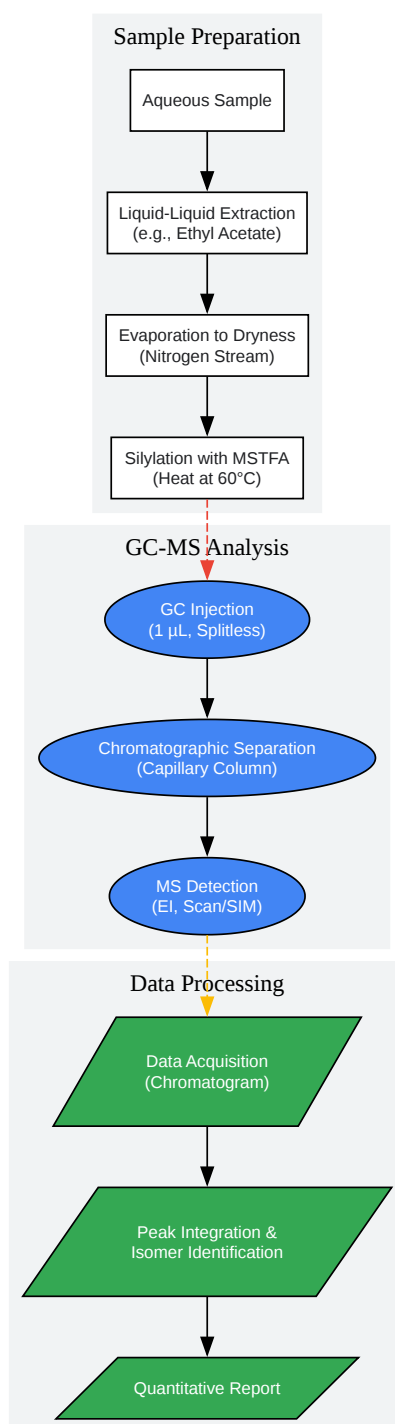 Sample Preparation
Aqueous Sample
Liquid-Liquid Extraction
(e.g., Ethyl Acetate)
Evaporation to Dryness
(Nitrogen Stream)
Silylation with MSTFA
(Heat at 60°C)
GC-MS Analysis
GC Injection
(1 µL, Splitless)
Chromatographic Separation
(Capillary Column)
MS Detection
(EI, Scan/SIM)
Data Processing
Data Acquisition
(Chromatogram)
Peak Integration &
Isomer Identification
Quantitative Report